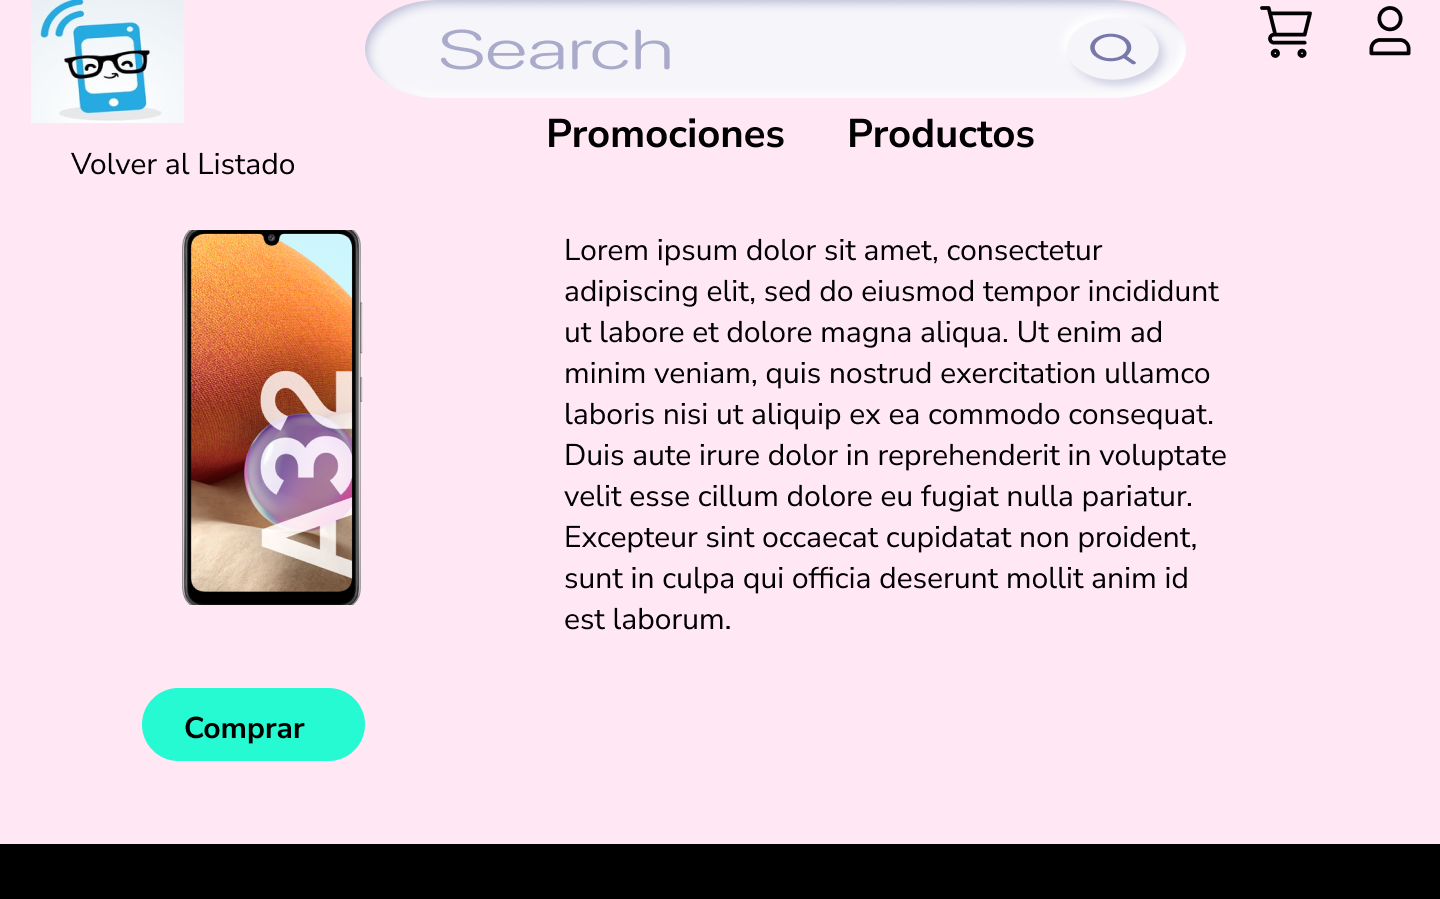 Search
Promociones Productos
Volver al Listado
A32
Lorem ipsum dolor sit amet, consectetur
adipiscing elit, sed do eiusmod tempor incididunt
ut labore et dolore magna aliqua. Ut enim ad
minim veniam, quis nostrud exercitation ullamco
laboris nisi ut aliquip ex ea commodo consequat.
Duis aute irure dolor in reprehenderit in voluptate
velit esse cillum dolore eu fugiat nulla pariatur.
Excepteur sint occaecat cupidatat non proident,
sunt in culpa qui officia deserunt mollit anim id
est laborum.
Comprar